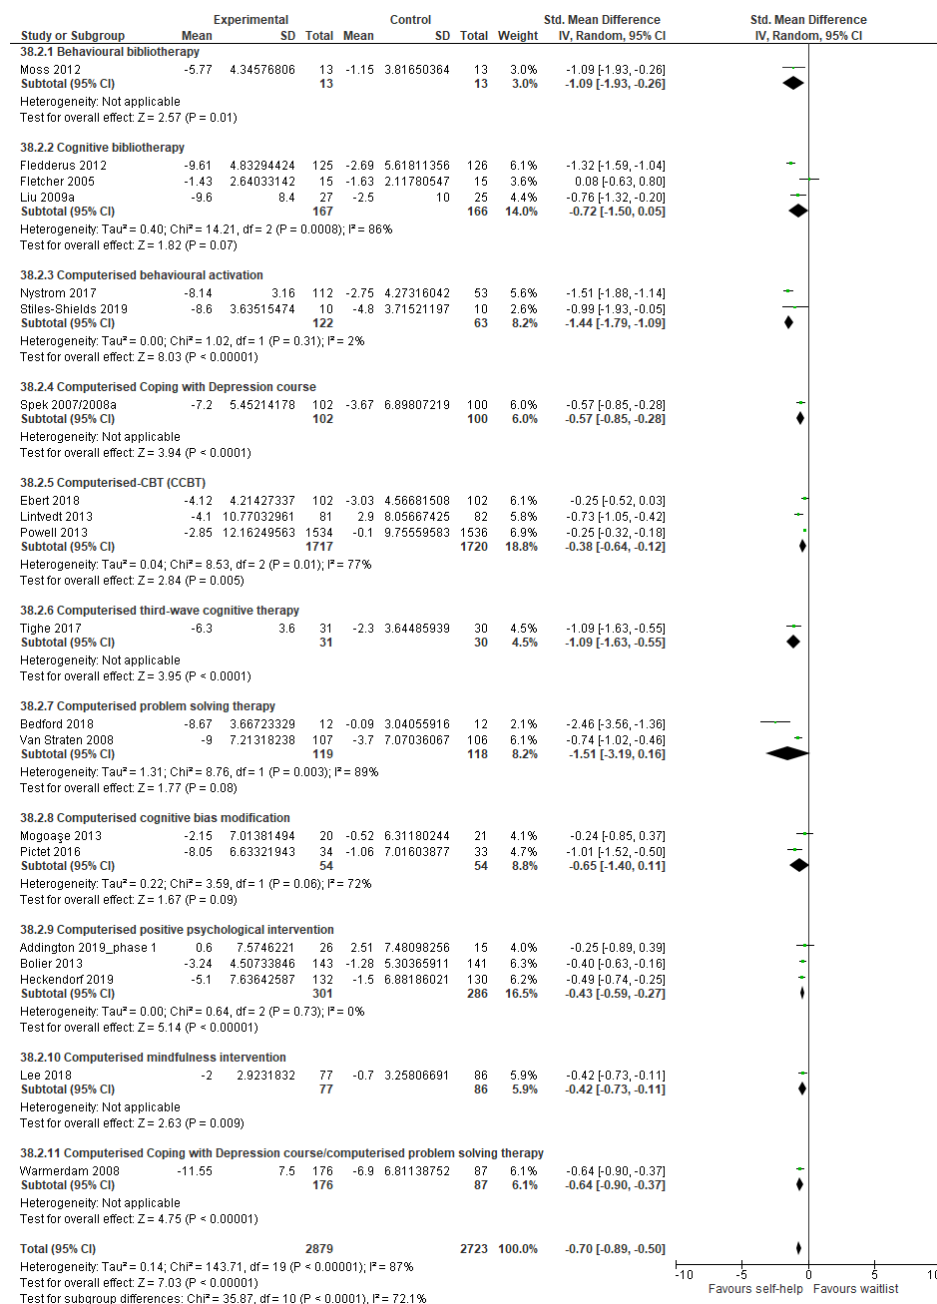 Experimental Control Std. Mean Difference Std. Mean Difference
Study or Subgroup Mean SD Total Mean SD Total Weight IV, Random, 95% CI IV, Random, 95% CI
38.2.1 Behavioural bibliotherapy
Moss 2012 -5.77 4.34576806 13 -1.15 3.81650364 13 3.0% -1.09 [-1.93, -0.26]
Subtotal (95% CI) 13 13 3.0% -1.09 [-1.93, -0.26]
Heterogeneity: Not applicable
Test for overall effect: Z = 2.57 (P = 0.01)
38.2.2 Cognitive bibliotherapy
Fledderus 2012 -9.61 4.83294424 125 -2.69 5.61811356 126 6.1% -1.32 [-1.59, -1.04]
Fletcher 2005 -1.43 2.64033142 15 -1.63 2.11780547 15 3.6% 0.08 [-0.63, 0.80]
Liu 2009a -9.6 8.4 27 -2.5 10 25 4.4% -0.76 [-1.32, -0.20]
Subtotal (95% CI) 167 166 14.0% -0.72 [-1.50, 0.05]
Heterogeneity: Tau² = 0.40; Chi² = 14.21, df = 2 (P = 0.0008); I² = 86%
Test for overall effect: Z = 1.82 (P = 0.07)
38.2.3 Computerised behavioural activation
Nystrom 2017 -8.14 3.16 112 -2.75 4.27316042 53 5.6% -1.51 [-1.88, -1.14]
Stiles-Shields 2019 -8.6 3.63515474 10 -4.8 3.71521197 10 2.6% -0.99 [-1.93, -0.05]
Subtotal (95% CI) 122 63 8.2% -1.44 [-1.79, -1.09]
Heterogeneity: Tau² = 0.00; Chi² = 1.02, df = 1 (P = 0.31); I² = 2%
Test for overall effect: Z = 8.03 (P < 0.00001)
38.2.4 Computerised Coping with Depression course
Spek 2007/2008a -7.2 5.45214178 102 -3.67 6.89807219 100 6.0% -0.57 [-0.85, -0.28]
Subtotal (95% CI) 102 100 6.0% -0.57 [-0.85, -0.28]
Heterogeneity: Not applicable
Test for overall effect: Z = 3.94 (P < 0.0001)
38.2.5 Computerised-CBT (CCBT)
Ebert 2018 -4.12 4.21427337 102 -3.03 4.56681508 102 6.1% -0.25 [-0.52, 0.03]
Lintvedt 2013 -4.1 10.77032961 81 2.9 8.05667425 82 5.8% -0.73 [-1.05, -0.42]
Powell 2013 -2.85 12.16249563 1534 -0.1 9.75559583 1536 6.9% -0.25 [-0.32, -0.18]
Subtotal (95% CI) 1717 1720 18.8% -0.38 [-0.64, -0.12]
Heterogeneity: Tau² = 0.04; Chi² = 8.53, df = 2 (P = 0.01); I² = 77%
Test for overall effect: Z = 2.84 (P = 0.005)
38.2.6 Computerised third-wave cognitive therapy
Tighe 2017 -6.3 3.6 31 -2.3 3.64485939 30 4.5% -1.09 [-1.63, -0.55]
Subtotal (95% CI) 31 30 4.5% -1.09 [-1.63, -0.55]
Heterogeneity: Not applicable
Test for overall effect: Z = 3.95 (P < 0.0001)
38.2.7 Computerised problem solving therapy
Bedford 2018 -8.67 3.66723329 12 -0.09 3.04055916 12 2.1% -2.46 [-3.56, -1.36]
Van Straten 2008 -9 7.21318238 107 -3.7 7.07036067 106 6.1% -0.74 [-1.02, -0.46]
Subtotal (95% CI) 119 118 8.2% -1.51 [-3.19, 0.16]
Heterogeneity: Tau² = 1.31; Chi² = 8.76, df = 1 (P = 0.003); I² = 89%
Test for overall effect: Z = 1.77 (P = 0.08)
38.2.8 Computerised cognitive bias modification
Mogoaşe 2013 -2.15 7.01381494 20 -0.52 6.31180244 21 4.1% -0.24 [-0.85, 0.37]
Pictet 2016 -8.05 6.63321943 34 -1.06 7.01603877 33 4.7% -1.01 [-1.52, -0.50]
Subtotal (95% CI) 54 54 8.8% -0.65 [-1.40, 0.11]
Heterogeneity: Tau² = 0.22; Chi² = 3.59, df = 1 (P = 0.06); I² = 72%
Test for overall effect: Z = 1.67 (P = 0.09)
38.2.9 Computerised positive psychological intervention
Addington 2019_phase 1 0.6 7.5746221 26 2.51 7.48098256 15 4.0% -0.25 [-0.89, 0.39]
Bolier 2013 -3.24 4.50733846 143 -1.28 5.30365911 141 6.3% -0.40 [-0.63, -0.16]
Heckendorf 2019 -5.1 7.63642587 132 -1.5 6.88186021 130 6.2% -0.49 [-0.74, -0.25]
Subtotal (95% CI) 301 286 16.5% -0.43 [-0.59, -0.27]
Heterogeneity: Tau² = 0.00; Chi² = 0.64, df = 2 (P = 0.73); I² = 0%
Test for overall effect: Z = 5.14 (P < 0.00001)
38.2.10 Computerised mindfulness intervention
Lee 2018 -2 2.9231832 77 -0.7 3.25806691 86 5.9% -0.42 [-0.73, -0.11]
Subtotal (95% CI) 77 86 5.9% -0.42 [-0.73, -0.11]
Heterogeneity: Not applicable
Test for overall effect: Z = 2.63 (P = 0.009)
38.2.11 Computerised Coping with Depression course/computerised problem solving therapy
Warmerdam 2008 -11.55 7.5 176 -6.9 6.81138752 87 6.1% -0.64 [-0.90, -0.37]
Subtotal (95% CI) 176 87 6.1% -0.64 [-0.90, -0.37]
Heterogeneity: Not applicable
Test for overall effect: Z = 4.75 (P < 0.00001)
Total (95% CI) 2879 2723 100.0% -0.70 [-0.89, -0.50]
Heterogeneity: Tau² = 0.14; Chi² = 143.71, df = 19 (P < 0.00001); I² = 87%
Test for overall effect: Z = 7.03 (P < 0.00001)
Test for subgroup differences: Chi² = 35.87, df = 10 (P < 0.0001), I² = 72.1%
-10 -5 0 5 10
Favours self-help Favours waitlist